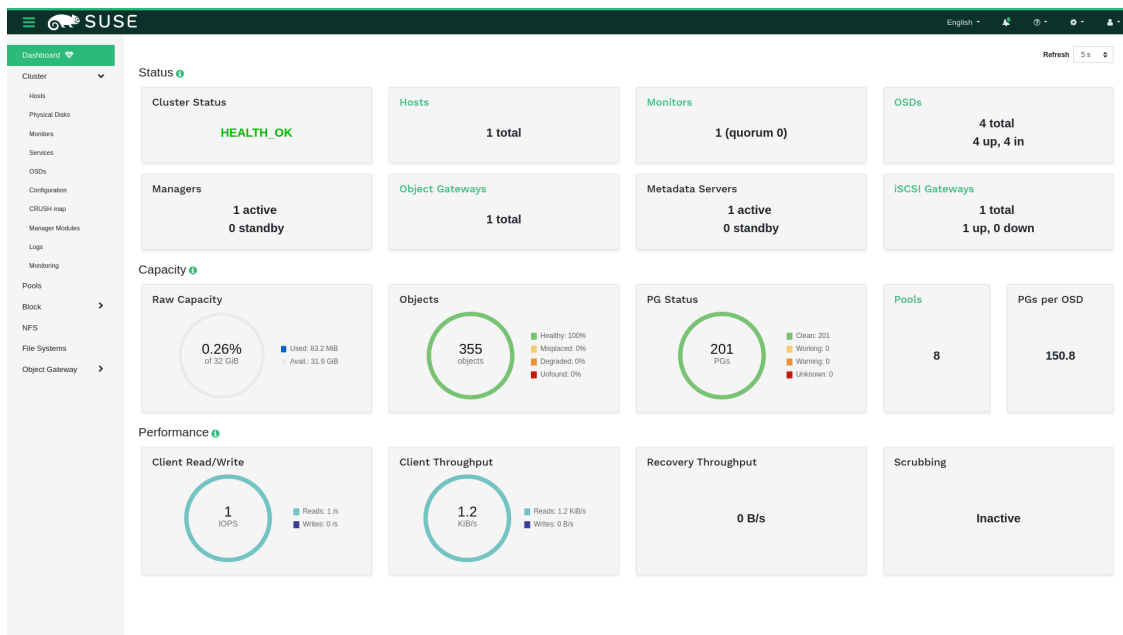 SUSE
English
Dashboard
Refresh 5 s
Cluster
Hosts
Physical Disks
Monitors
Services
OSDs
Configuration
CRUSH map
Manager Modules
Logs
Monitoring
Pools
Block
NFS
File Systems
Object Gateway
Status
Cluster Status
HEALTH_OK
Hosts
1 total
Monitors
1 (quorum 0)
OSDs
4 total
4 up, 4 in
Managers
1 active
0 standby
Object Gateways
1 total
Metadata Servers
1 active
0 standby
iSCSI Gateways
1 total
1 up, 0 down
Capacity
Raw Capacity
0.26%
of 32 GiB
Used: 83.2 MiB
Avail.: 31.9 GiB
Objects
355
objects
Healthy: 100%
Misplaced: 0%
Degraded: 0%
Unfound: 0%
PG Status
201
PGs
Clean: 201
Working: 0
Warning: 0
Unknown: 0
Pools
8
PGs per OSD
150.8
Performance
Client Read/Write
1
IOPS
Reads: 1 /s
Writes: 0 /s
Client Throughput
1.2
KiB/s
Reads: 1.2 KiB/s
Writes: 0 B/s
Recovery Throughput
0 B/s
Scrubbing
Inactive